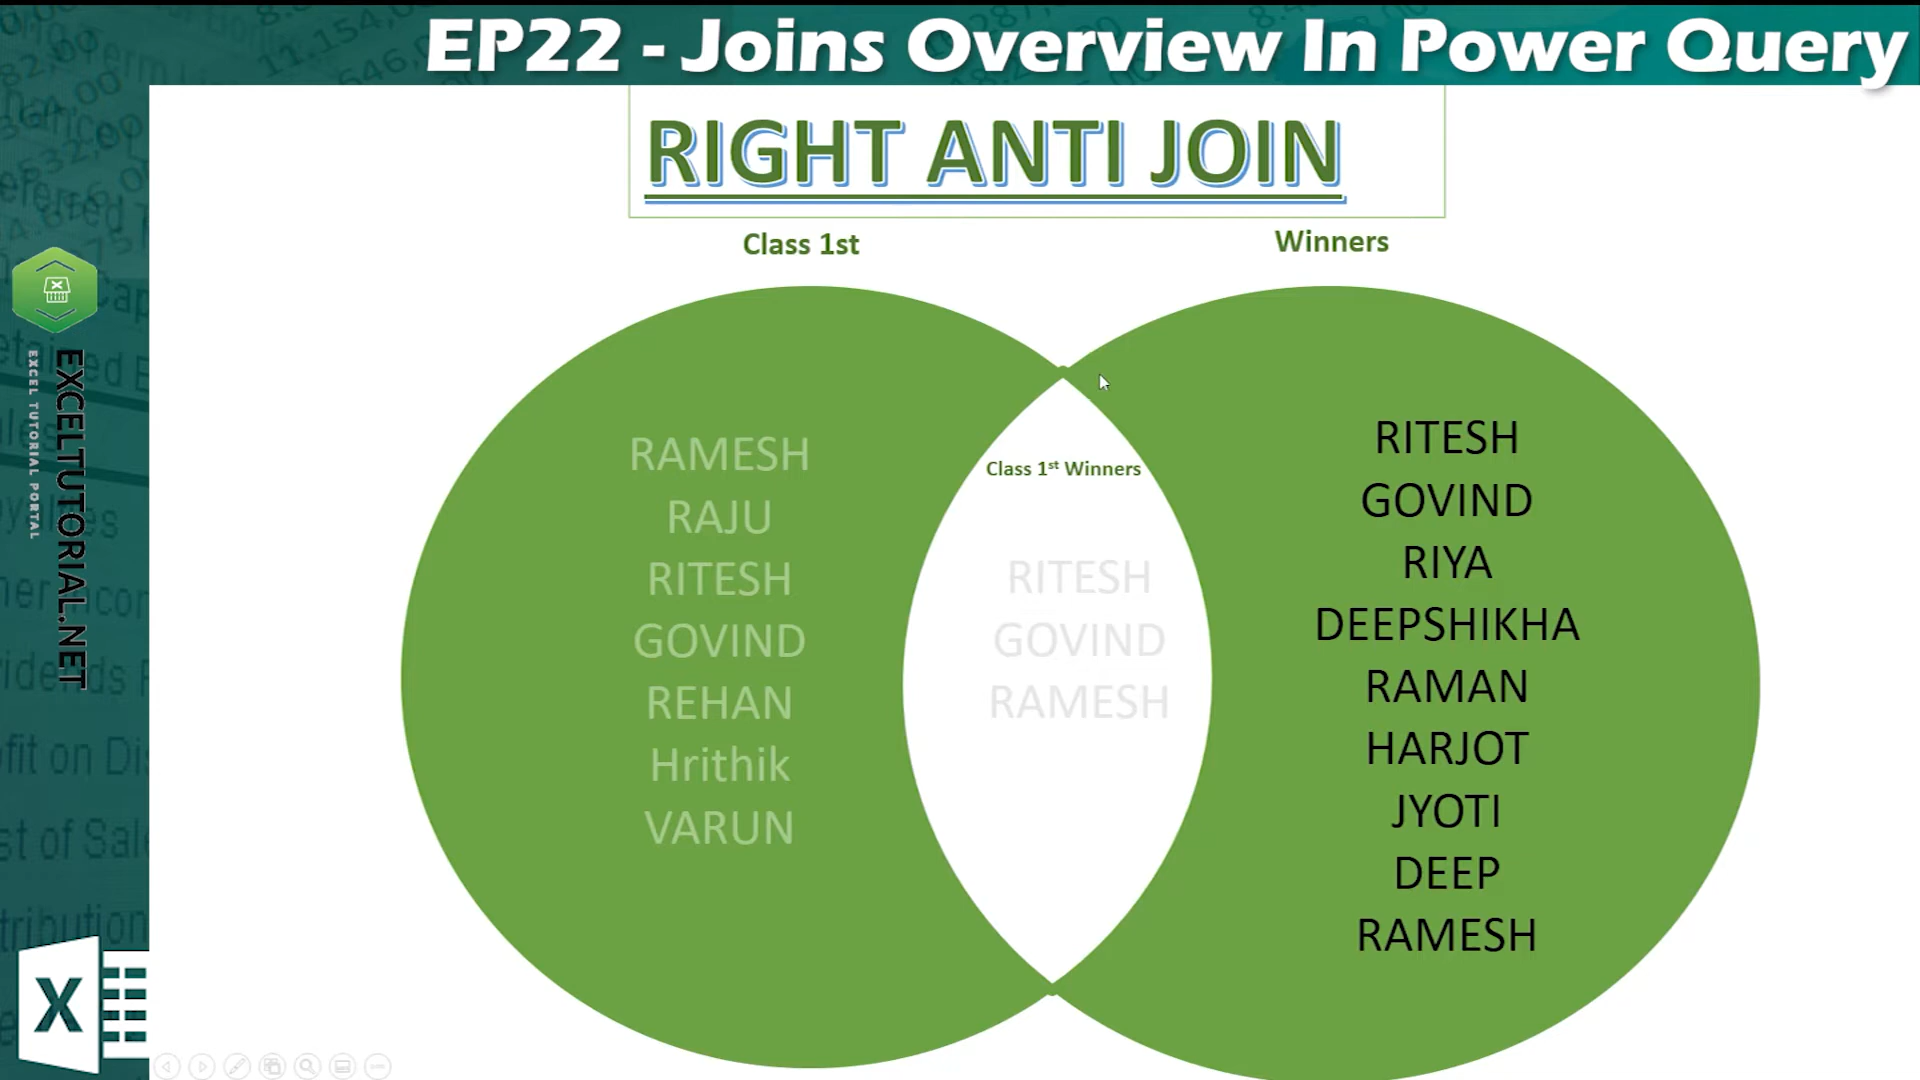 EP22 - Joins Overview In Power Query
RIGHT ANTI JOIN
Class 1st
Winners
RAMESH
RAJU
RITESH
GOVIND
REHAN
Hrithik
VARUN
Class 1st Winners
RITESH
GOVIND
RAMESH
RITESH
GOVIND
RIYA
DEEPSHIKHA
RAMAN
HARJOT
JYOTI
DEEP
RAMESH
EXCELTUTORIAL.NET
EXCEL TUTORIAL PORTAL
X